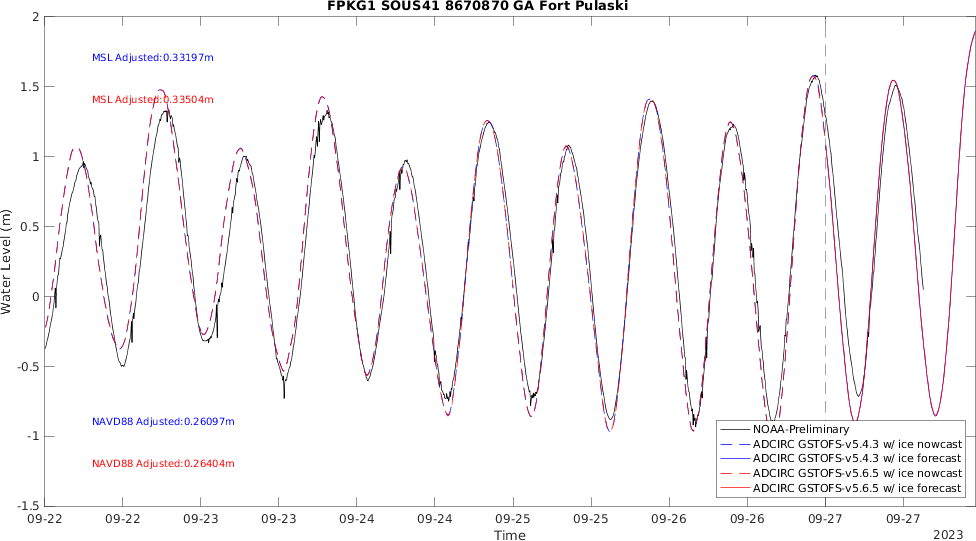 FPKG1 SOUS41 8670870 GA Fort Pulaski
2
MSL Adjusted:0.33197m
1.5
MSL Adjusted:0.33504m
1
Water Level (m)
0.5
0
-0.5
NAVD88 Adjusted:0.26097m
-1
NAVD88 Adjusted:0.26404m
-1.5
NOAA-Preliminary
ADCIRC GSTOFS-v5.4.3 w/ ice nowcast
ADCIRC GSTOFS-v5.4.3 w/ ice forecast
ADCIRC GSTOFS-v5.6.5 w/ ice nowcast
ADCIRC GSTOFS-v5.6.5 w/ ice forecast
09-22 09-22 09-23 09-23 09-24 09-24 09-25 09-25 09-26 09-26 09-27 09-27
Time
2023